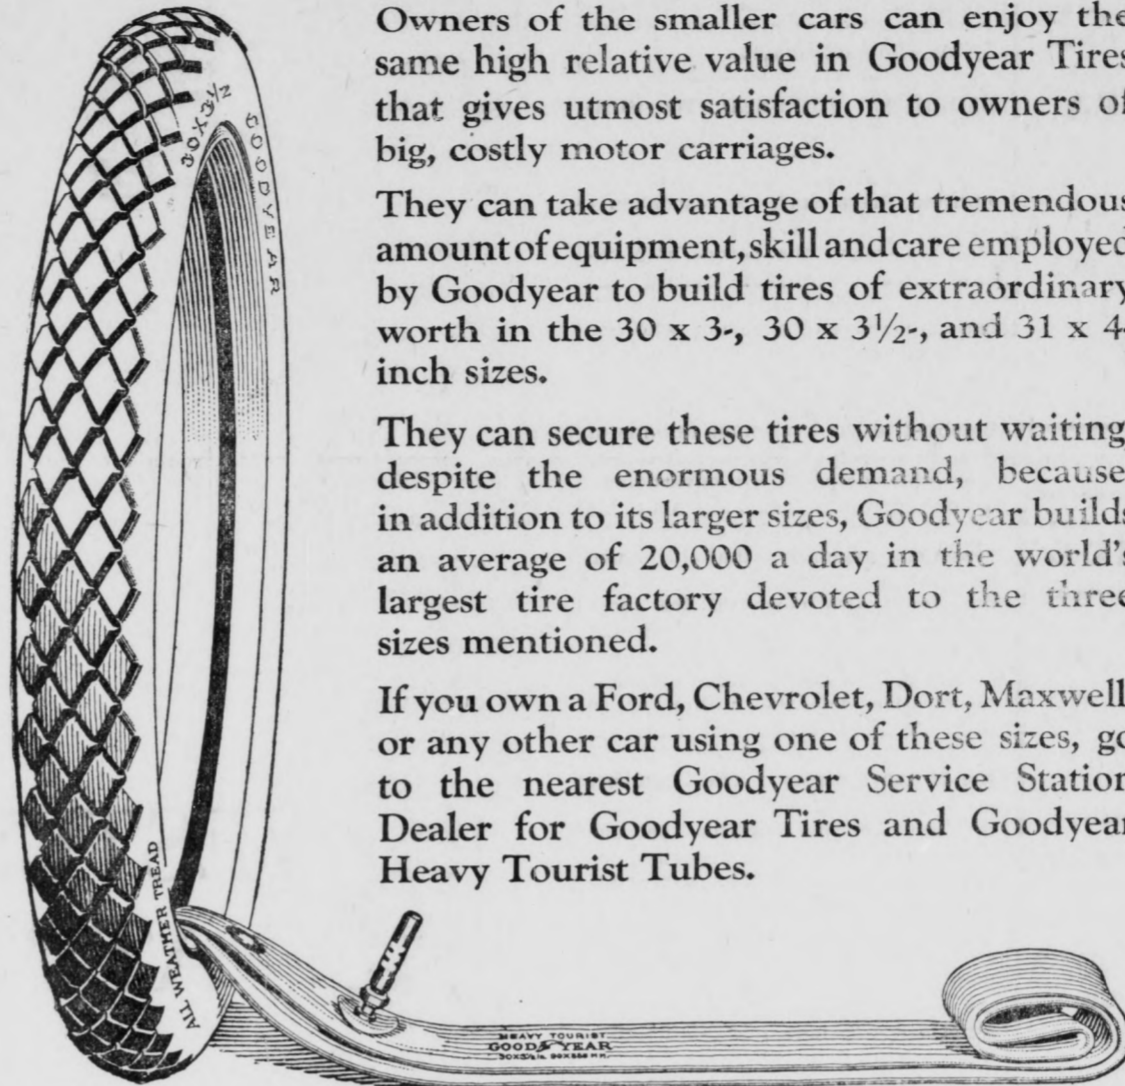 Owners of the smaller cars can enjoy the
same high relative value in Goodyear Tires
that gives utmost satisfaction to owners of
big, costly motor carriages.
They can take advantage of that tremendous
amount of equipment, skill and care employed
by Goodyear to build tires of extraordinary
worth in the 30 x 3-, 30 x 3½-, and 31 x 4-
inch sizes.
They can secure these tires without waiting
despite the enormous demand, because
in addition to its larger sizes, Goodyear builds
an average of 20,000 a day in the world's
largest tire factory devoted to the three
sizes mentioned.
If you own a Ford, Chevrolet, Dort, Maxwell
or any other car using one of these sizes, go
to the nearest Goodyear Service Station
Dealer for Goodyear Tires and Goodyear
Heavy Tourist Tubes.
30X3½
GOODYEAR
ALL WEATHER TREAD
HEAVY TOURIST
GOODYEAR